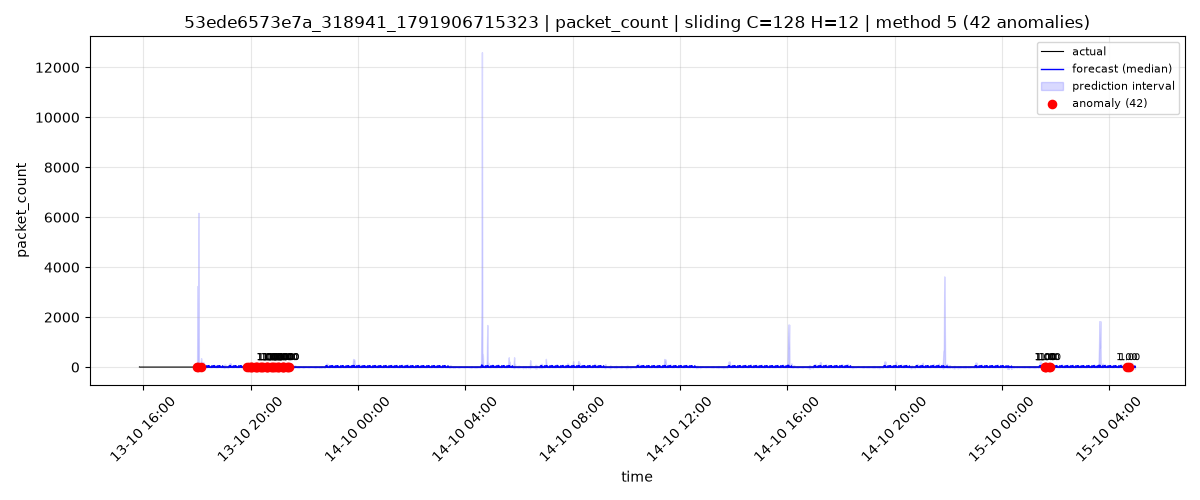 53ede6573e7a_318941_1791906715323 | packet_count | sliding C=128 H=12 | method 5 (42 anomalies)
actual
forecast (median)
prediction interval
anomaly (42)
packet_count
12000
10000
8000
6000
4000
2000
0
13-10 16:00
13-10 20:00
14-10 00:00
14-10 04:00
14-10 08:00
14-10 12:00
14-10 16:00
14-10 20:00
15-10 00:00
15-10 04:00
time